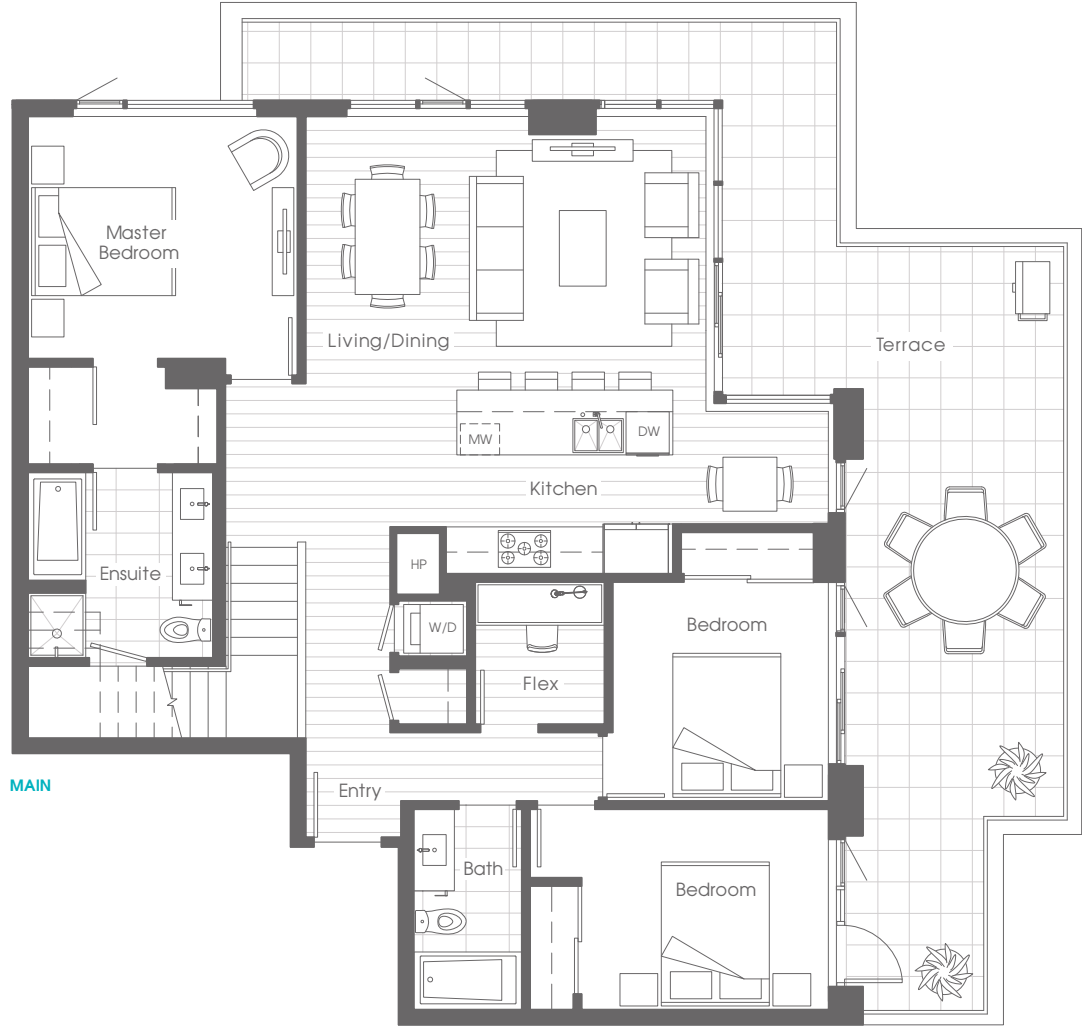 Master
Bedroom
Living/Dining
Terrace
MW
DW
Kitchen
HP
Ensuite
W/D
Bedroom
Flex
MAIN
Entry
Bath
Bedroom